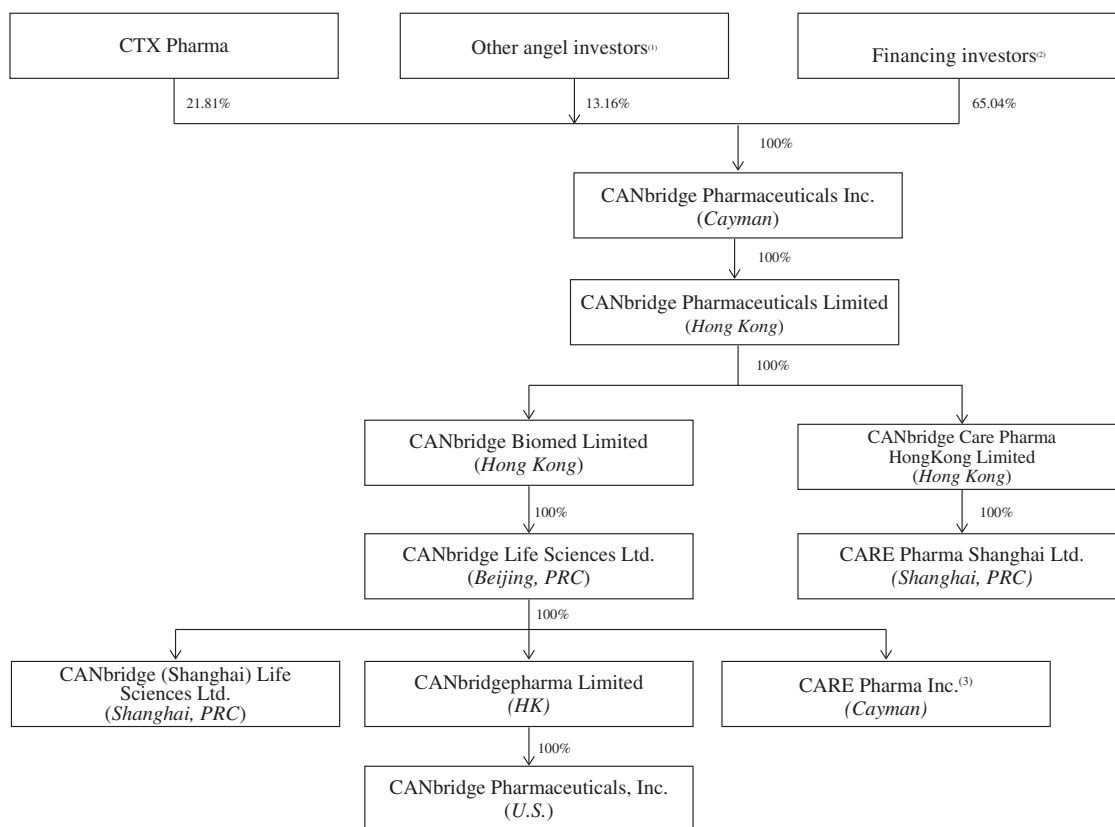 CTX Pharma
Other angel investors(1)
Financing investors(2)
21.81%
13.16%
65.04%
100%
CANbridge Pharmaceuticals Inc.
(Cayman)
100%
CANbridge Pharmaceuticals Limited
(Hong Kong)
100%
CANbridge Biomed Limited
(Hong Kong)
CANbridge Care Pharma
HongKong Limited
(Hong Kong)
100%
100%
CANbridge Life Sciences Ltd.
(Beijing, PRC)
CARE Pharma Shanghai Ltd.
(Shanghai, PRC)
100%
CANbridge (Shanghai) Life
Sciences Ltd.
(Shanghai, PRC)
CANbridgepharma Limited
(HK)
CARE Pharma Inc.(3)
(Cayman)
100%
CANbridge Pharmaceuticals, Inc.
(U.S.)